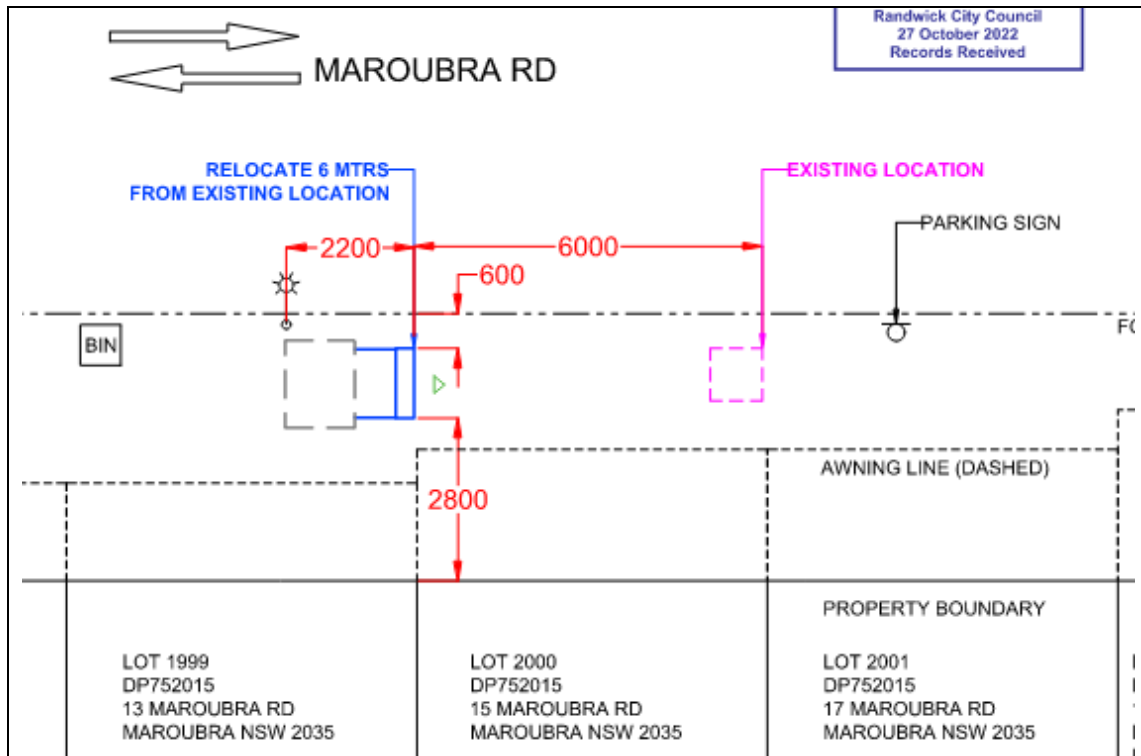 Randwick City Council
27 October 2022
Records Received
MAROUBRA RD
RELOCATE 6 MTRS
FROM EXISTING LOCATION
EXISTING LOCATION
PARKING SIGN
2200
6000
600
BIN
AWNING LINE (DASHED)
2800
PROPERTY BOUNDARY
LOT 1999
DP752015
13 MAROUBRA RD
MAROUBRA NSW 2035
LOT 2000
DP752015
15 MAROUBRA RD
MAROUBRA NSW 2035
LOT 2001
DP752015
17 MAROUBRA RD
MAROUBRA NSW 2035